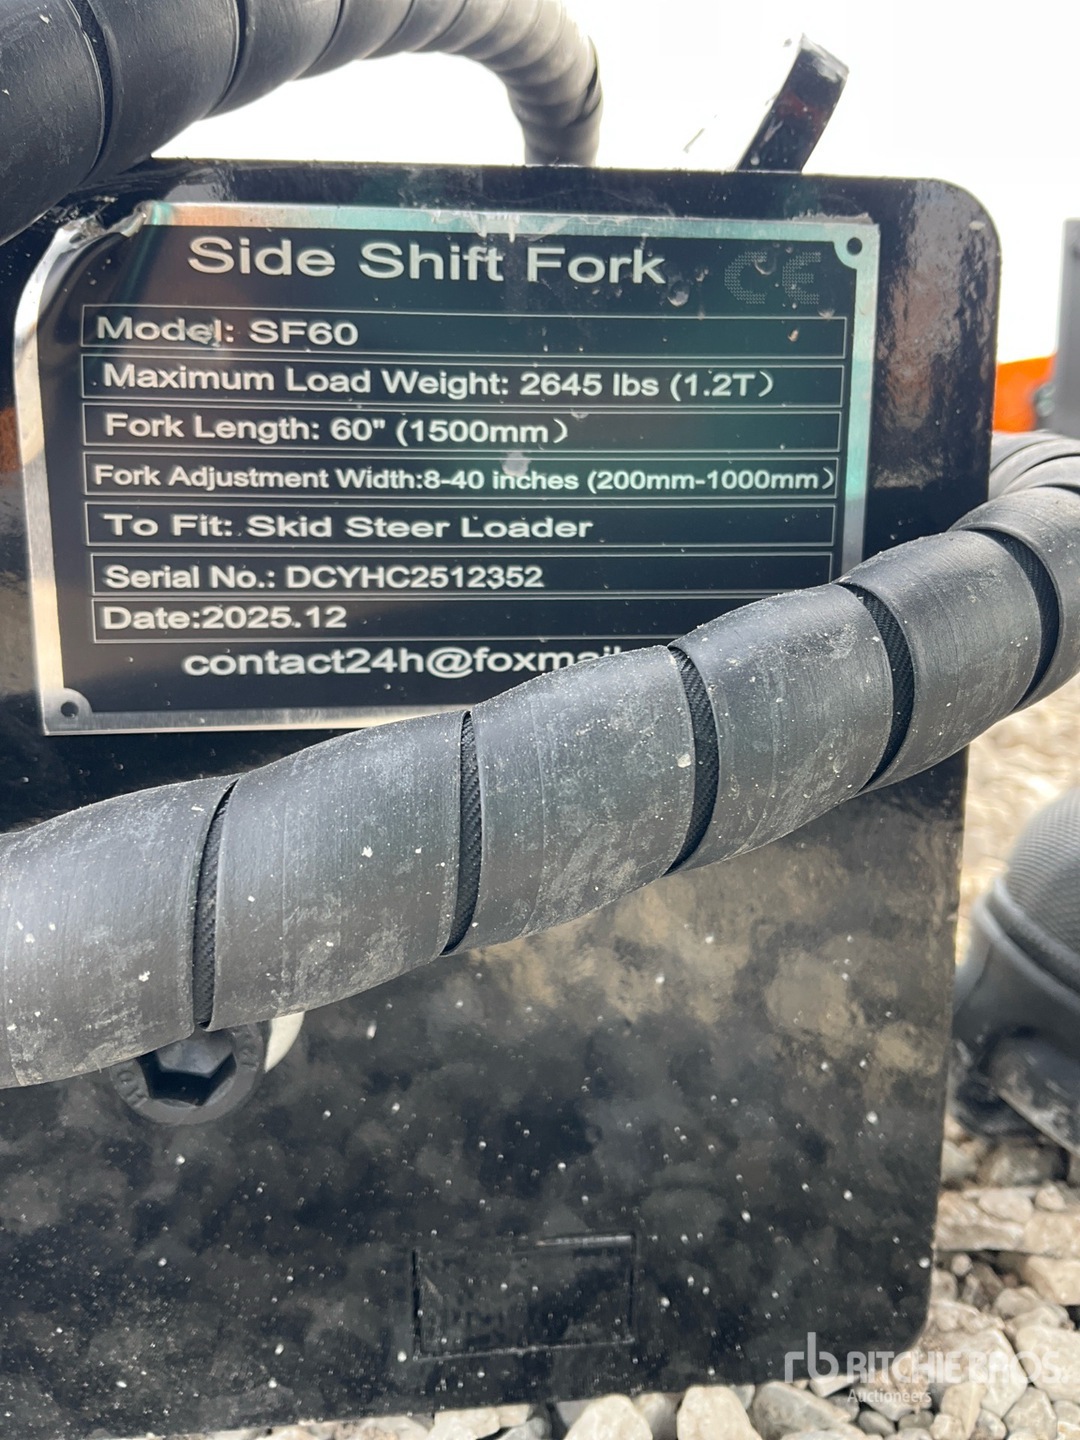 Side Shift Fork CE
Model: SF60
Maximum Load Weight: 2645 lbs (1.2T)
Fork Length: 60" (1500mm)
Fork Adjustment Width:8-40 inches (200mm-1000mm)
To Fit: Skid Steer Loader
Serial No.: DCYHC2512352
Date:2025.12
contact24h@foxmail
rb RITCHIE BROS.
Auctioneers